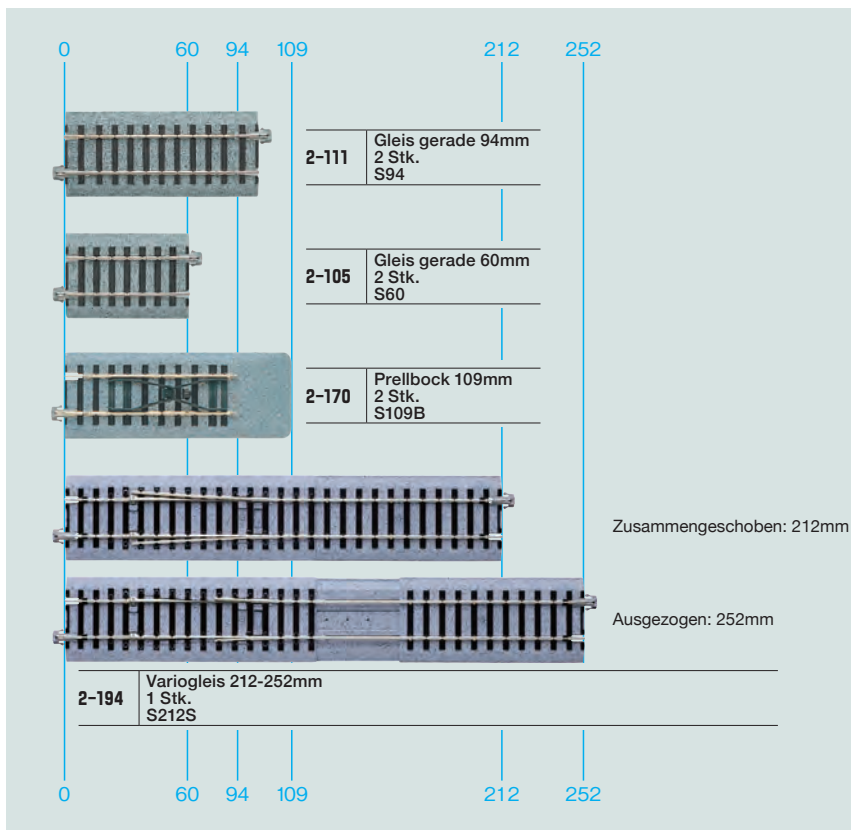 0 60 94 109 212 252
2-111
Gleis gerade 94mm
2 Stk.
S94
2-105
Gleis gerade 60mm
2 Stk.
S60
2-170
Prellbock 109mm
2 Stk.
S109B
Zusammengeschoben: 212mm
Ausgezogen: 252mm
2-194
Variogleis 212-252mm
1 Stk.
S212S
0 60 94 109 212 252